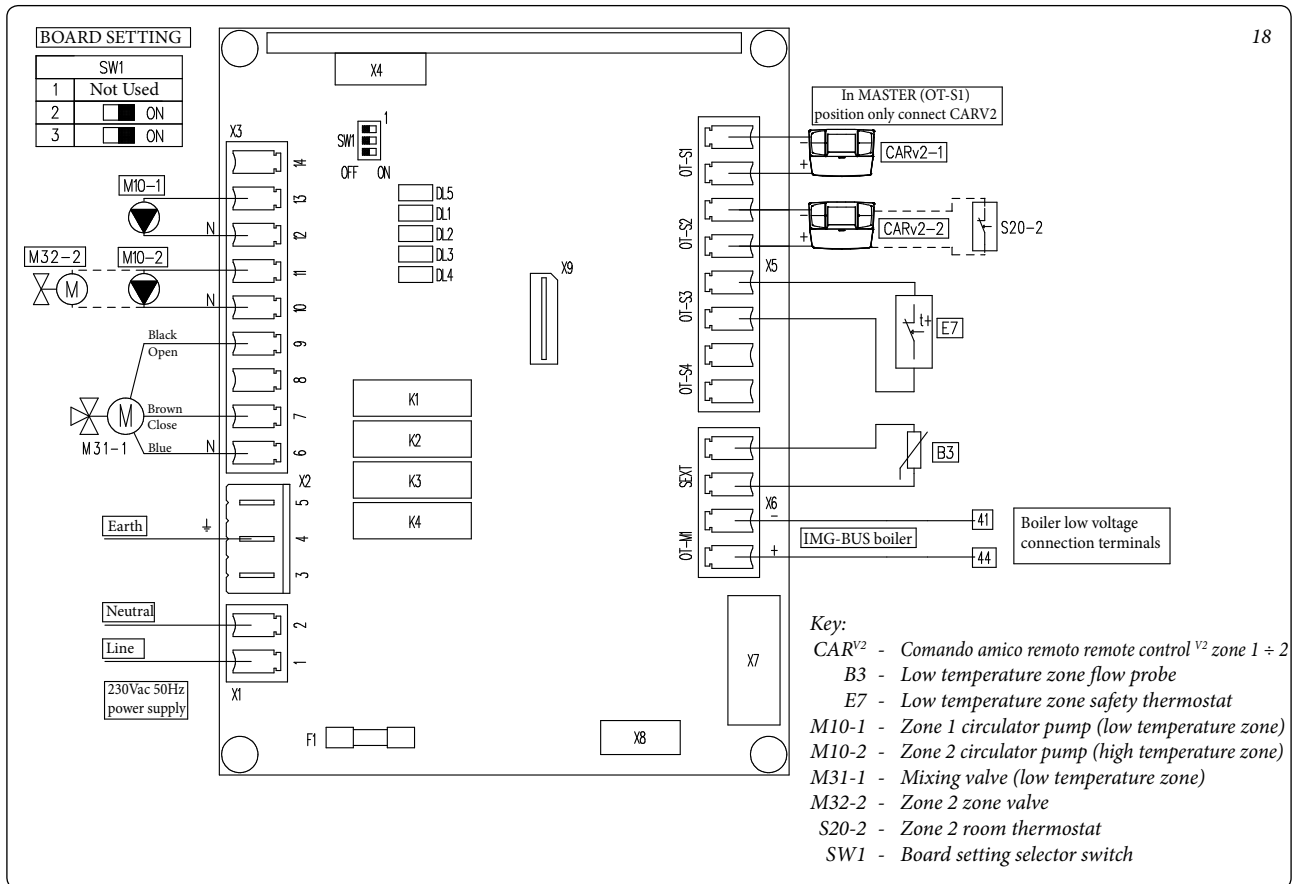 18
BOARD SETTING
SW1
1 Not Used
2 ON
3 ON
X4
SW1
1
OFF ON
DL5
DL1
DL2
DL3
DL4
X9
K1
K2
K3
K4
X3
14
13
12
11
10
9
8
7
6
M10-1
N
M32-2
M
M10-2
N
Black
Open
M
Brown
Close
Blue
N
M31-1
X2
5
4
3
Earth
Neutral
Line
2
1
230Vac 50Hz
power supply
X1
F1
X8
X7
In MASTER (OT-S1)
position only connect CARV2
OT-S1
-
+
CARv2-1
OT-S2
-
+
CARv2-2
S20-2
X5
OT-S3
OT-S4
t+
E7
SEXT
B3
X6
OT-M1
-
+
IMG-BUS boiler
41
44
Boiler low voltage
connection terminals
Key:
CARV2 - Comando amico remoto remote control V2 zone 1 ÷ 2
B3 - Low temperature zone flow probe
E7 - Low temperature zone safety thermostat
M10-1 - Zone 1 circulator pump (low temperature zone)
M10-2 - Zone 2 circulator pump (high temperature zone)
M31-1 - Mixing valve (low temperature zone)
M32-2 - Zone 2 zone valve
S20-2 - Zone 2 room thermostat
SW1 - Board setting selector switch